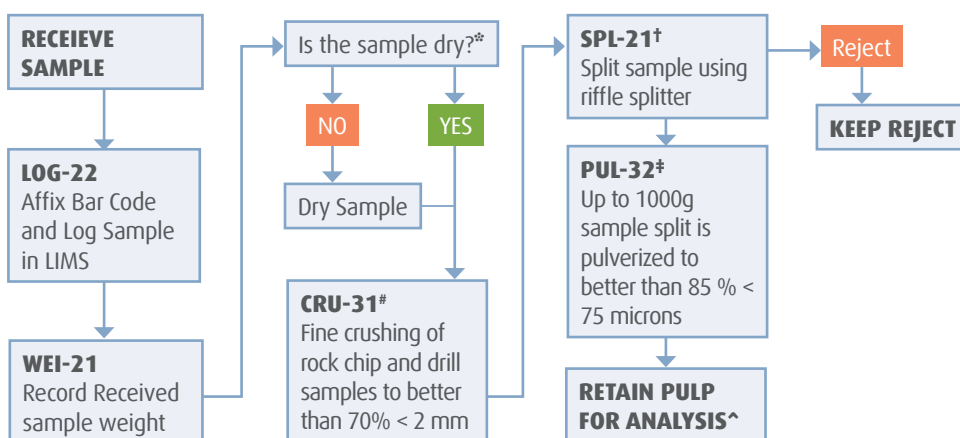 RECEIEVE
SAMPLE
LOG-22
Affix Bar Code
and Log Sample
in LIMS
WEI-21
Record Received
sample weight
Is the sample dry?*
NO
YES
Dry Sample
CRU-31#
Fine crushing of
rock chip and drill
samples to better
than 70% < 2 mm
SPL-21†
Split sample using
riffle splitter
Reject
KEEP REJECT
PUL-32‡
Up to 1000g
sample split is
pulverized to
better than 85 % <
75 microns
RETAIN PULP
FOR ANALYSIS^